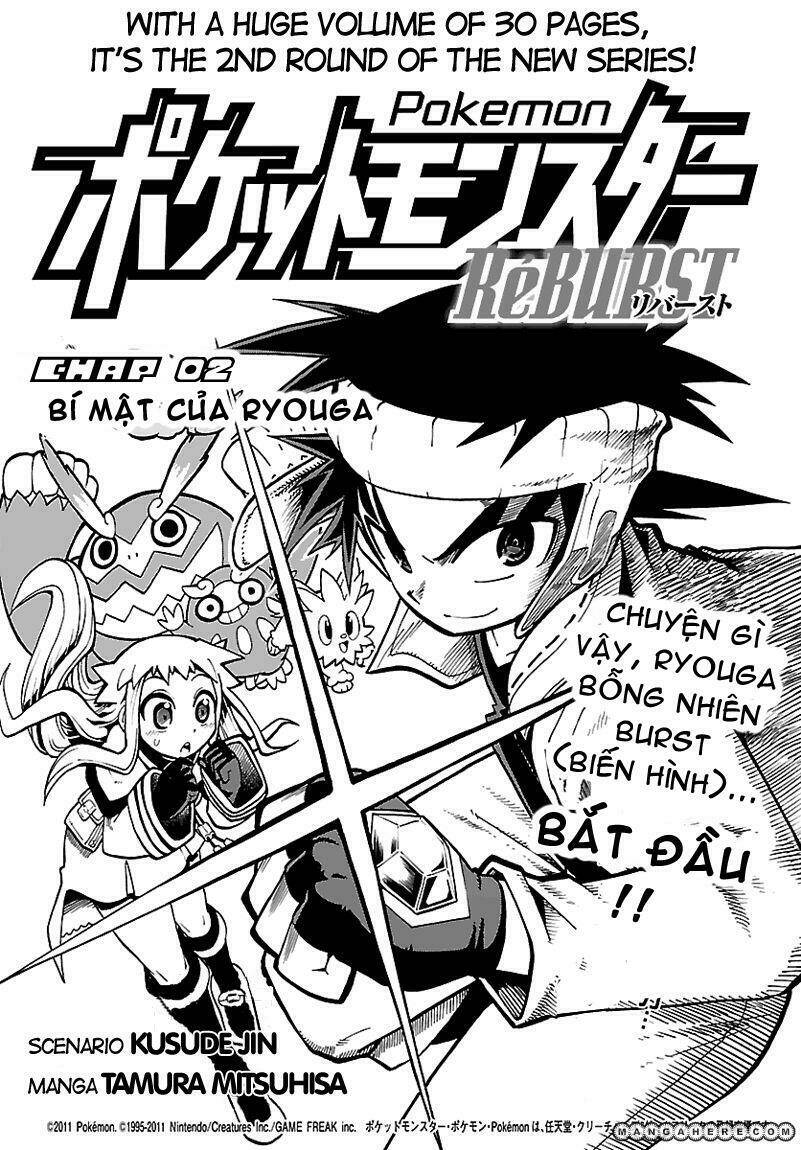 WITH A HUGE VOLUME OF 30 PAGES,
IT'S THE 2ND ROUND OF THE NEW SERIES!
Pokemon
ポケットモンスター
RéBURST
リバースト
CHAP 02
BÍ MẬT CỦA RYOUGA
CHUYỆN GÌ
VẬY, RYOUGA
BỖNG NHIÊN
BURST
(BIẾN HÌNH)...
BẮT ĐẦU
!!
SCENARIO KUSUDE JIN
MANGA TAMURA MITSUHISA
©2011 Pokémon. ©1995-2011 Nintendo/Creatures Inc./GAME FREAK inc. ポケットモンスター・ポケモン・Pokémonは、任天堂・クリーチ
MANGAHERE.COM